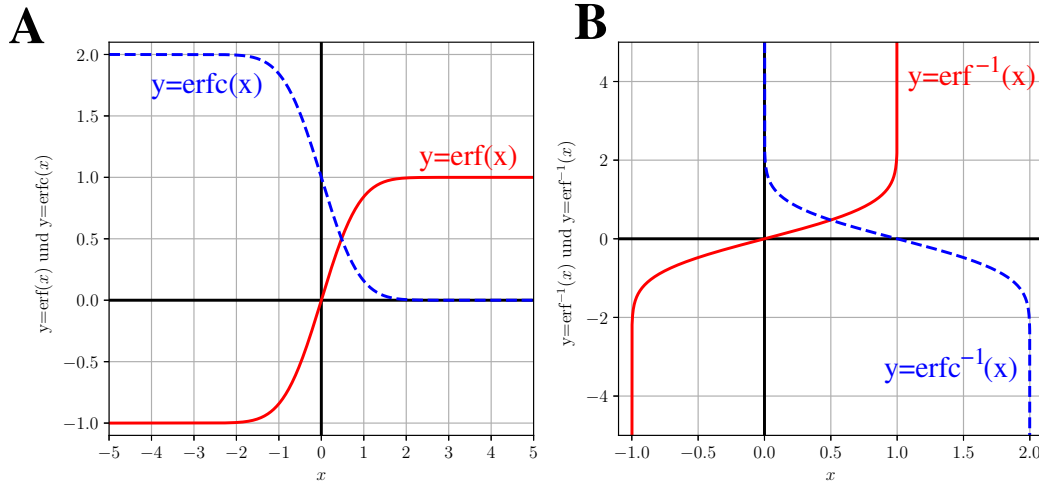 A
2.0
1.5
1.0
0.5
0.0
−0.5
−1.0
y=erf(x) und y=erfc(x)
y=erfc(x)
y=erf(x)
−5 −4 −3 −2 −1 0 1 2 3 4 5
x
B
4
2
0
−2
−4
y=erf⁻¹(x) und y=erf⁻¹(x)
y=erf⁻¹(x)
y=erfc⁻¹(x)
−1.0 −0.5 0.0 0.5 1.0 1.5 2.0
x